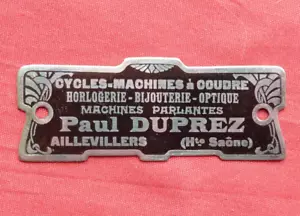 CYCLES-MACHINES à COUDRE
HORLOGERIE - BIJOUTERIE - OPTIQUE
MACHINES PARLANTES
Paul DUPREZ
AILLEVILLERS (Hte Saône)